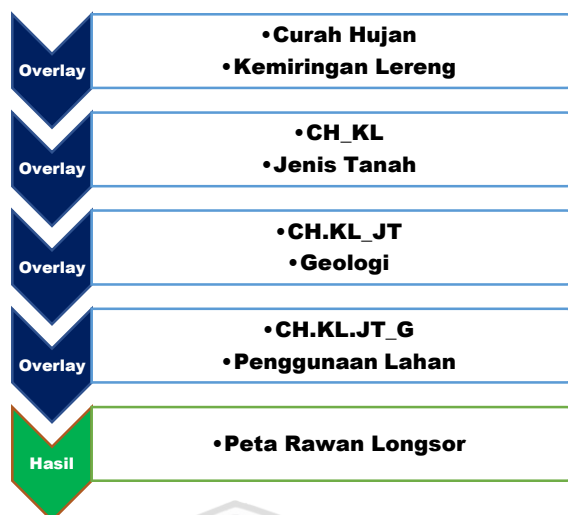 Overlay
•Curah Hujan
•Kemiringan Lereng
Overlay
•CH_KL
•Jenis Tanah
Overlay
•CH.KL_JT
•Geologi
Overlay
•CH.KL.JT_G
•Penggunaan Lahan
Hasil
•Peta Rawan Longsor